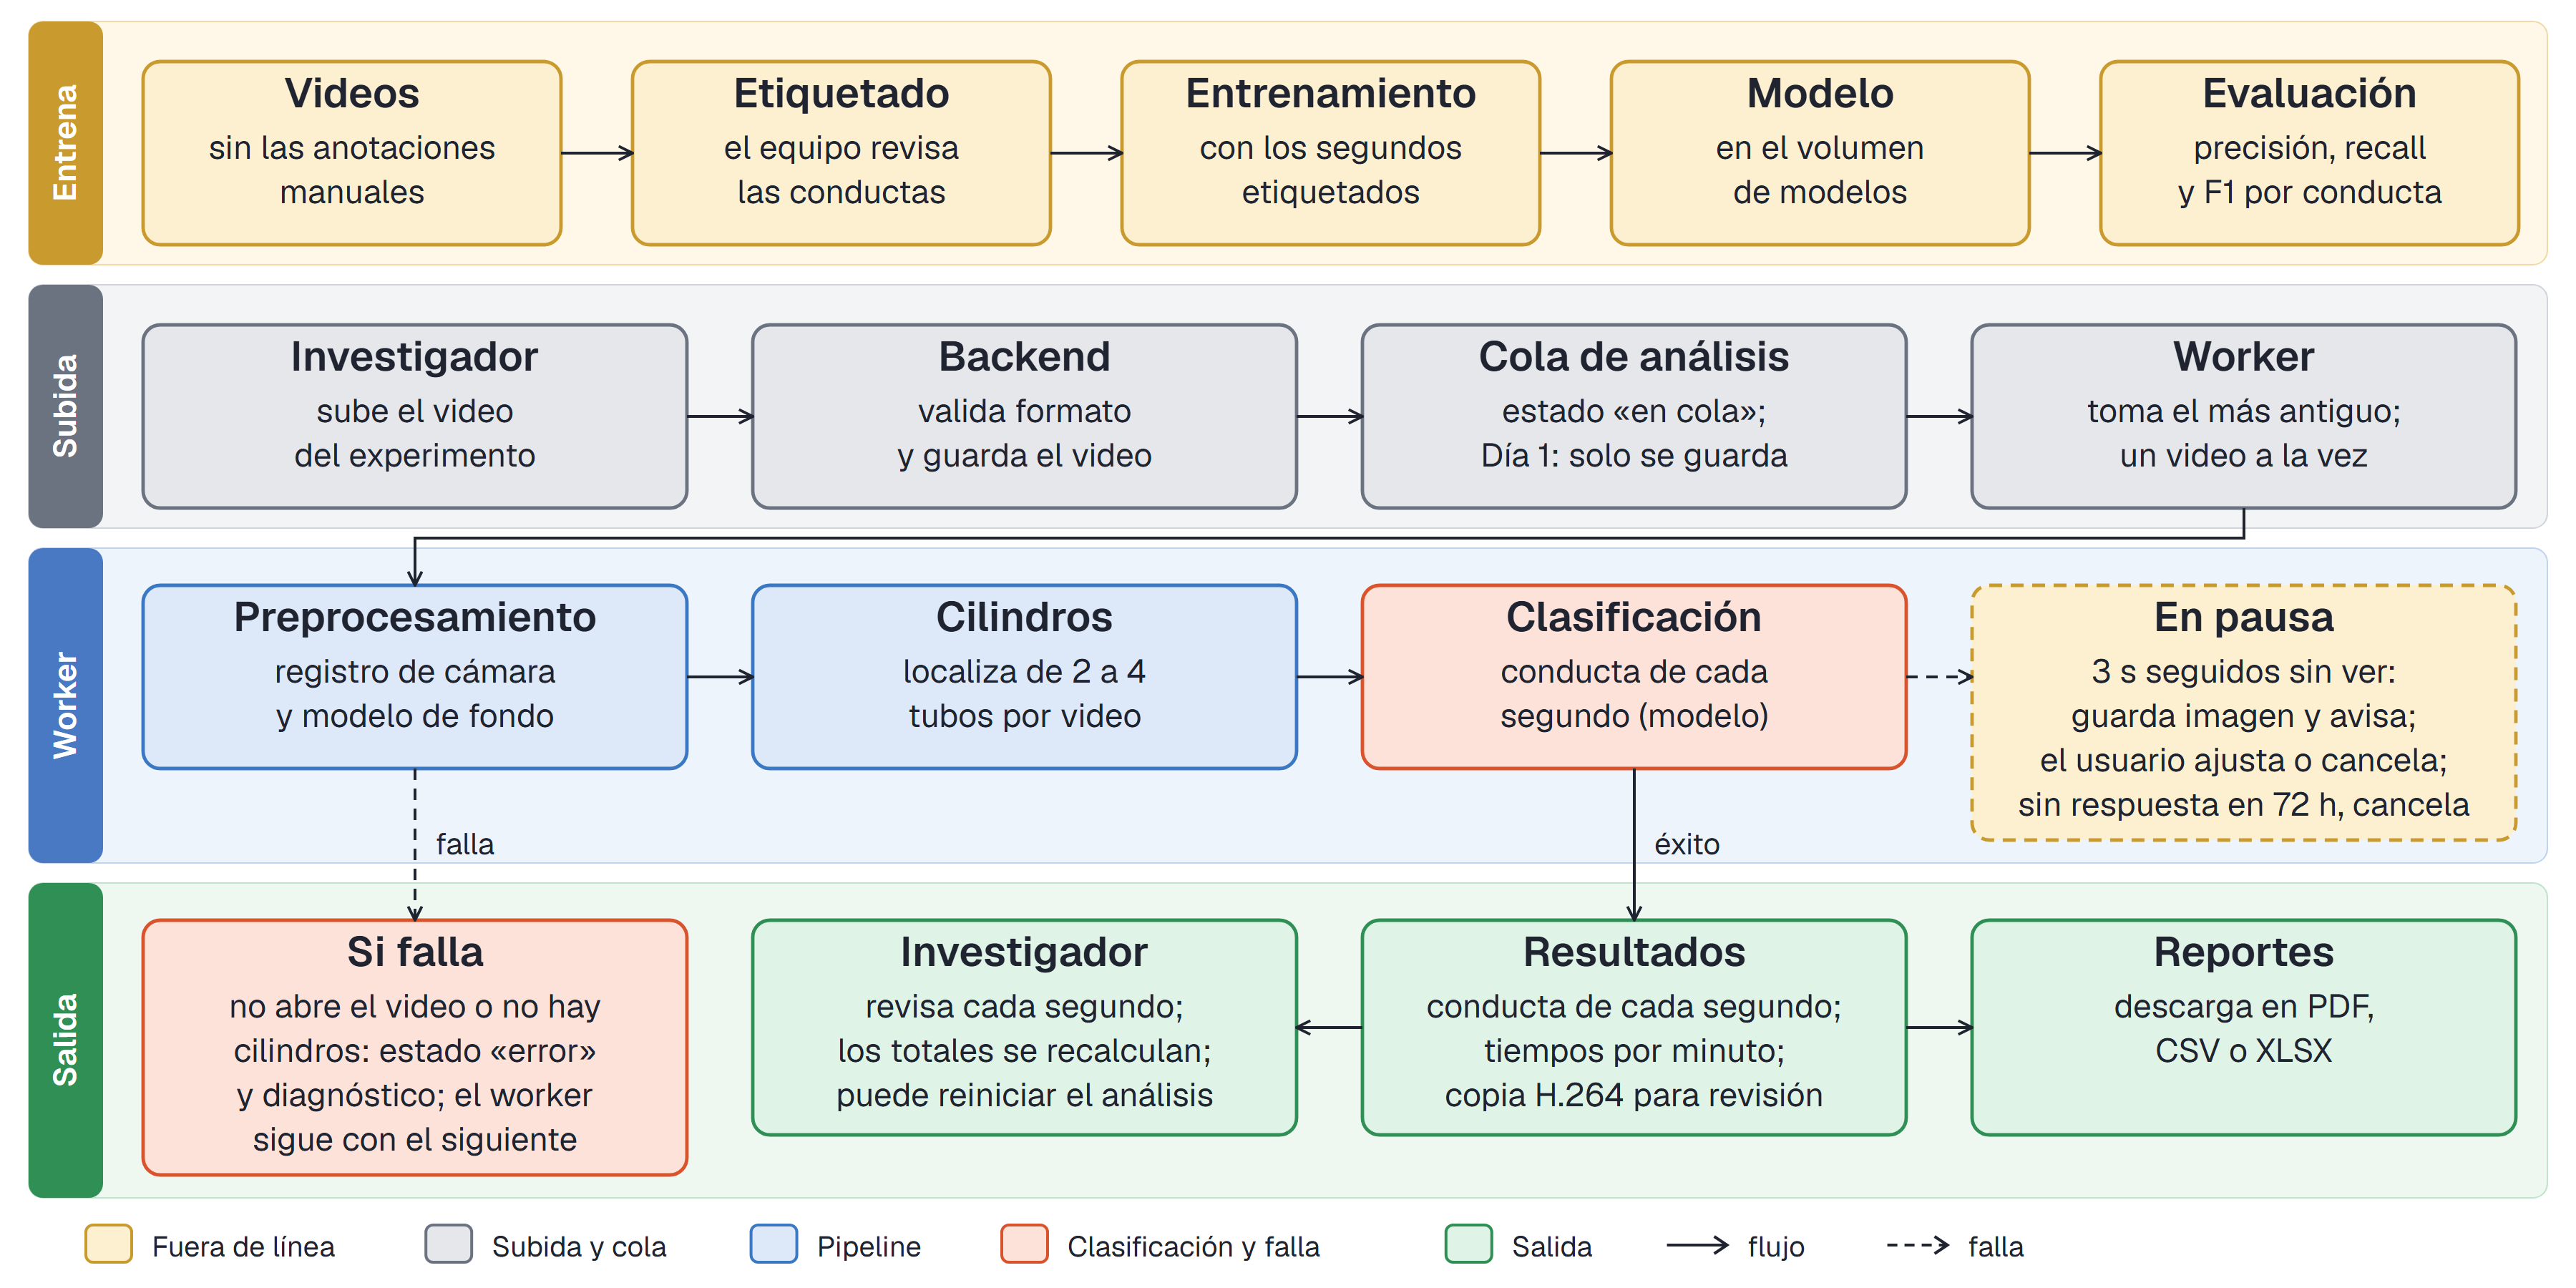 Entrena
Videos
sin las anotaciones
manuales
Etiquetado
el equipo revisa
las conductas
Entrenamiento
con los segundos
etiquetados
Modelo
en el volumen
de modelos
Evaluación
precisión, recall
y F1 por conducta
Subida
Investigador
sube el video
del experimento
Backend
valida formato
y guarda el video
Cola de análisis
estado «en cola»;
Día 1: solo se guarda
Worker
toma el más antiguo;
un video a la vez
Worker
Preprocesamiento
registro de cámara
y modelo de fondo
Cilindros
localiza de 2 a 4
tubos por video
Clasificación
conducta de cada
segundo (modelo)
En pausa
3 s seguidos sin ver:
guarda imagen y avisa;
el usuario ajusta o cancela;
sin respuesta en 72 h, cancela
falla
éxito
Salida
Si falla
no abre el video o no hay
cilindros: estado «error»
y diagnóstico; el worker
sigue con el siguiente
Investigador
revisa cada segundo;
los totales se recalculan;
puede reiniciar el análisis
Resultados
conducta de cada segundo;
tiempos por minuto;
copia H.264 para revisión
Reportes
descarga en PDF,
CSV o XLSX
Fuera de línea
Subida y cola
Pipeline
Clasificación y falla
Salida
flujo
falla